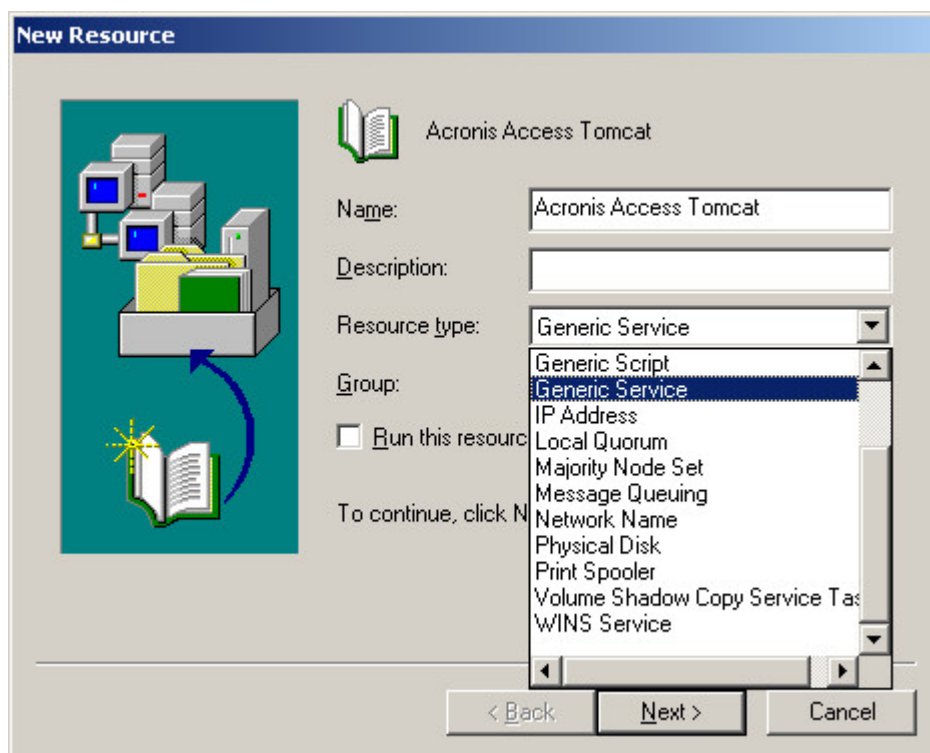 New Resource
Acronis Access Tomcat
Name:
Acronis Access Tomcat
Description:
Resource type:
Generic Service
Generic Script
Generic Service
Group:
IP Address
Run this resourc
Local Quorum
Majority Node Set
Message Queuing
To continue, click N
Network Name
Physical Disk
Print Spooler
Volume Shadow Copy Service Tas
WINS Service
< Back
Next >
Cancel